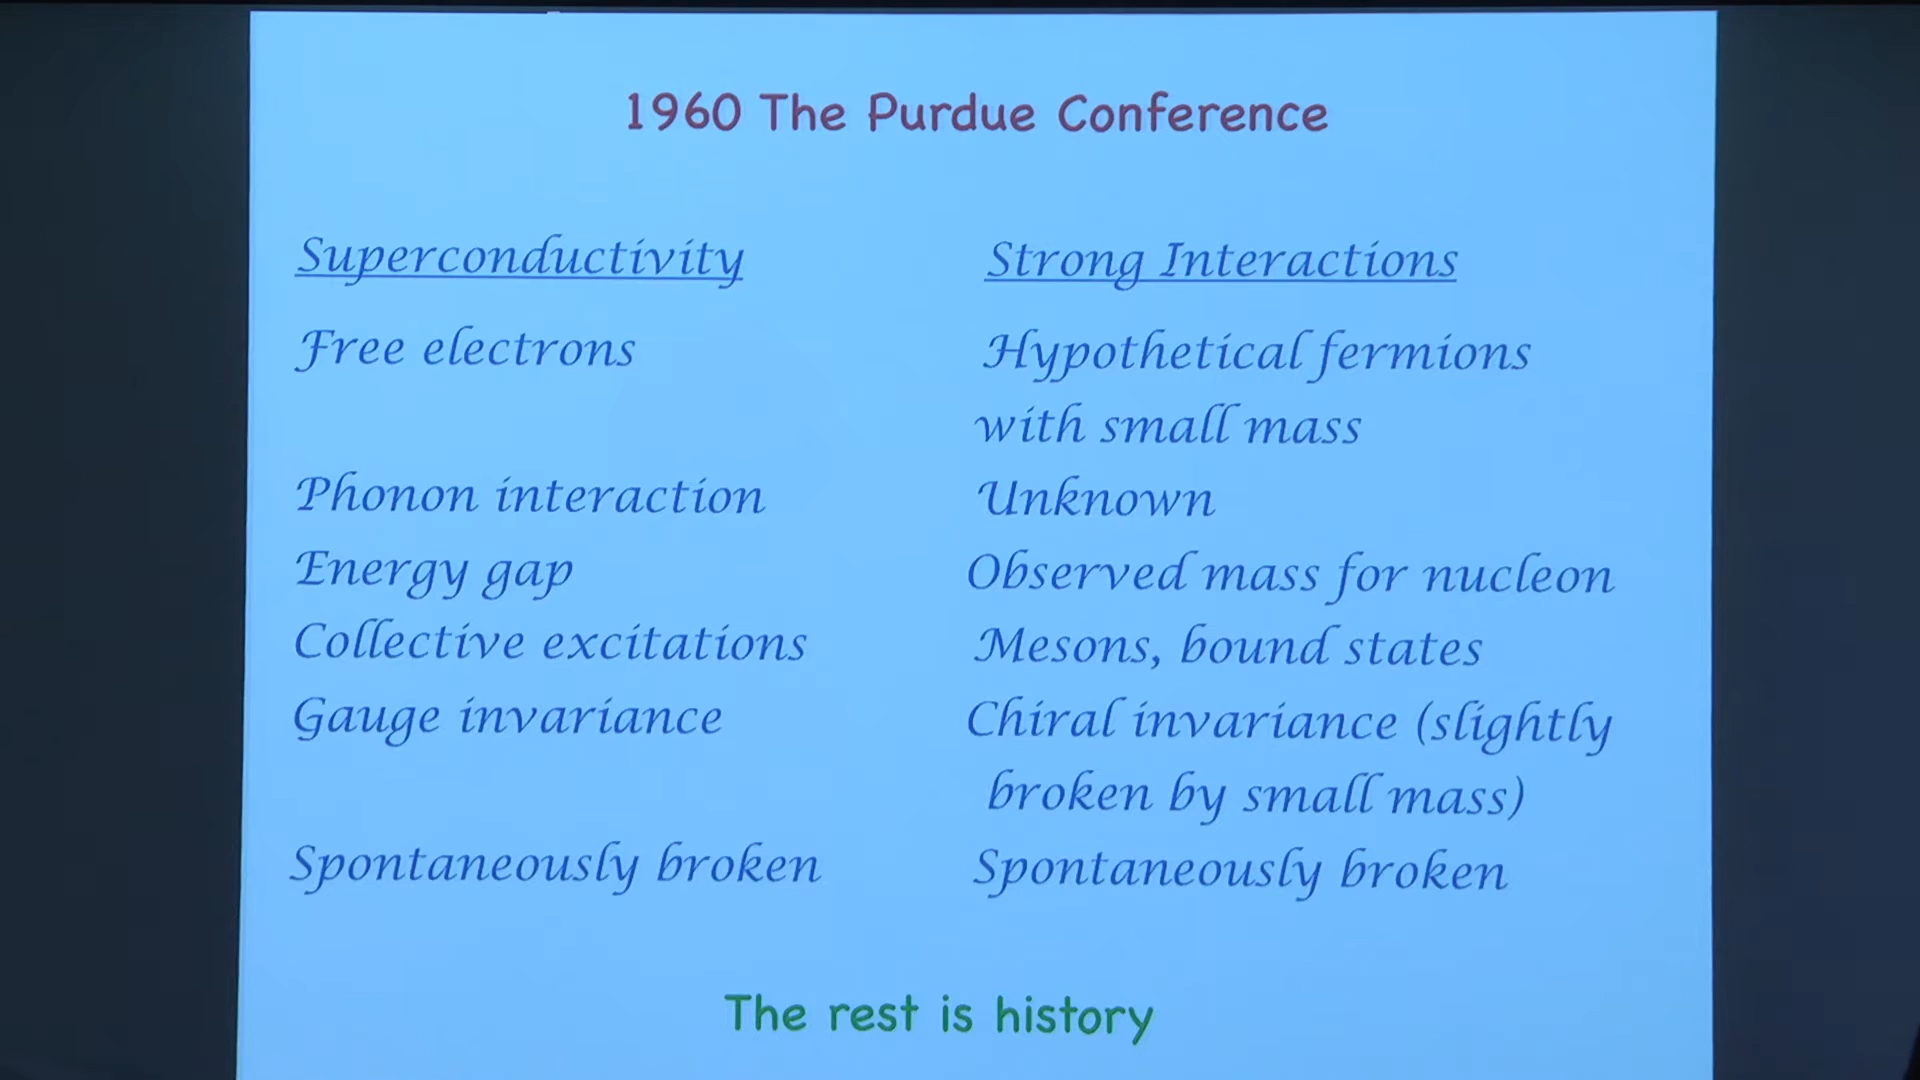 1960 The Purdue Conference
Superconductivity
Strong Interactions
Free electrons
Hypothetical fermions
with small mass
Phonon interaction
Unknown
Energy gap
Observed mass for nucleon
Collective excitations
Mesons, bound states
Gauge invariance
Chiral invariance (slightly
broken by small mass)
Spontaneously broken
Spontaneously broken
The rest is history